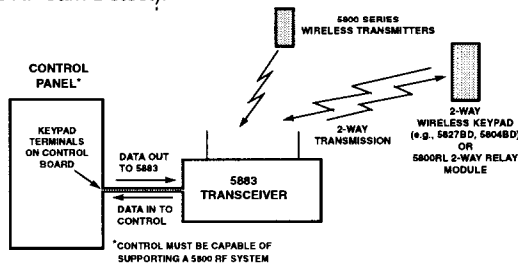 5800 SERIES
WIRELESS TRANSMITTERS
CONTROL
PANEL*
KEYPAD
TERMINALS
ON CONTROL
BOARD
DATA OUT
TO 5883
DATA IN TO
CONTROL
5883
TRANSCEIVER
2-WAY
TRANSMISSION
2-WAY
WIRELESS KEYPAD
(e.g., 5827BD, 5804BD)
OR
5800RL 2-WAY RELAY
MODULE
*CONTROL MUST BE CAPABLE OF
SUPPORTING A 5800 RF SYSTEM